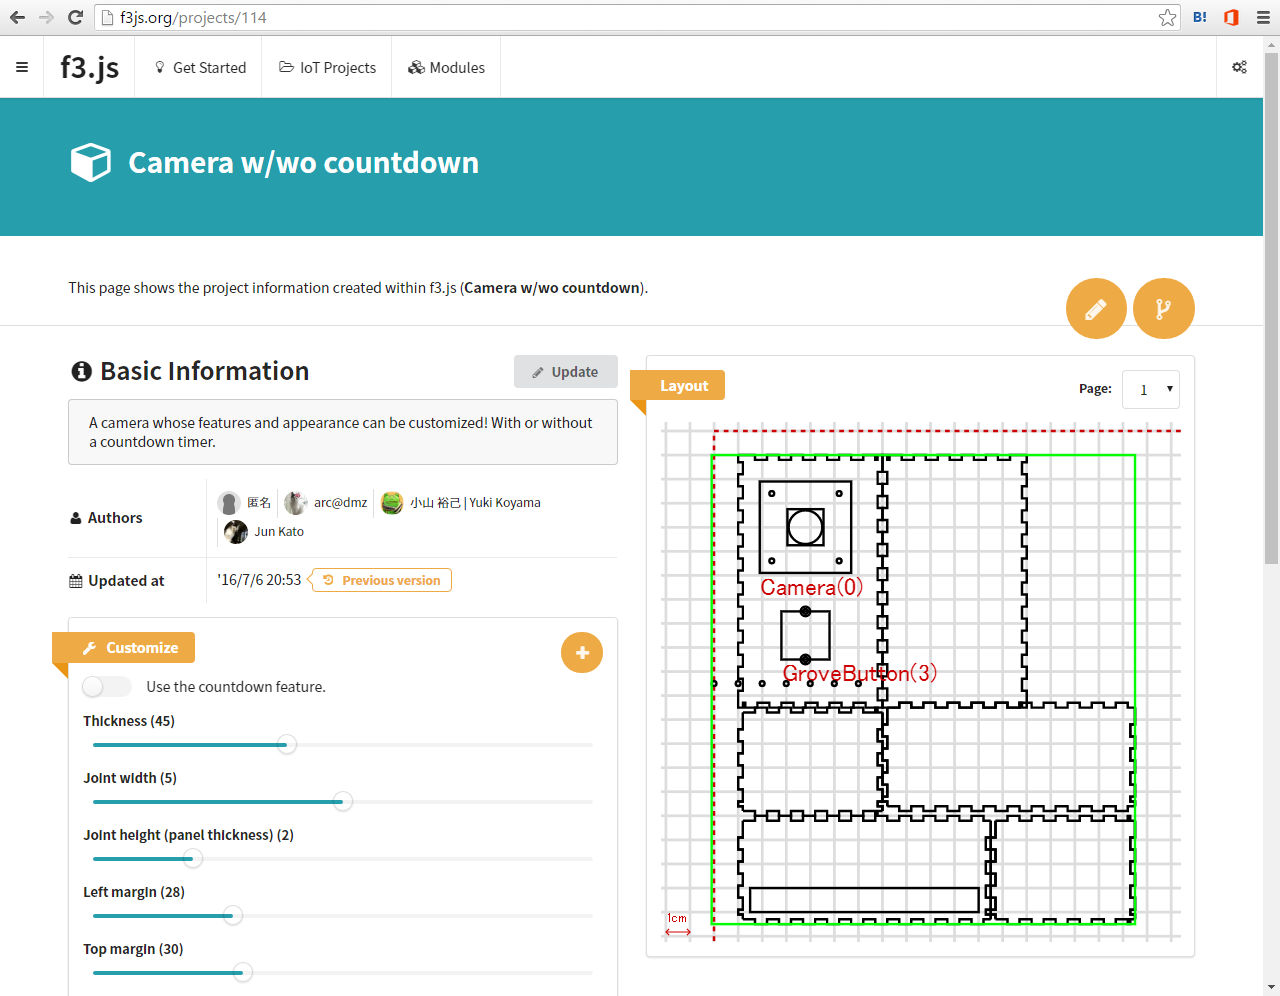 f3js.org/projects/114
B!
f3.js
Get Started
IoT Projects
Modules
Camera w/wo countdown
This page shows the project information created within f3.js (Camera w/wo countdown).
Basic Information
Update
A camera whose features and appearance can be customized! With or without
a countdown timer.
Authors
匿名
arc@dmz
小山 裕己 | Yuki Koyama
Jun Kato
Updated at
'16/7/6 20:53
Previous version
Customize
Use the countdown feature.
Thickness (45)
Joint width (5)
Joint height (panel thickness) (2)
Left margin (28)
Top margin (30)
Layout
Page:
1
Camera(0)
GroveButton(3)
1cm